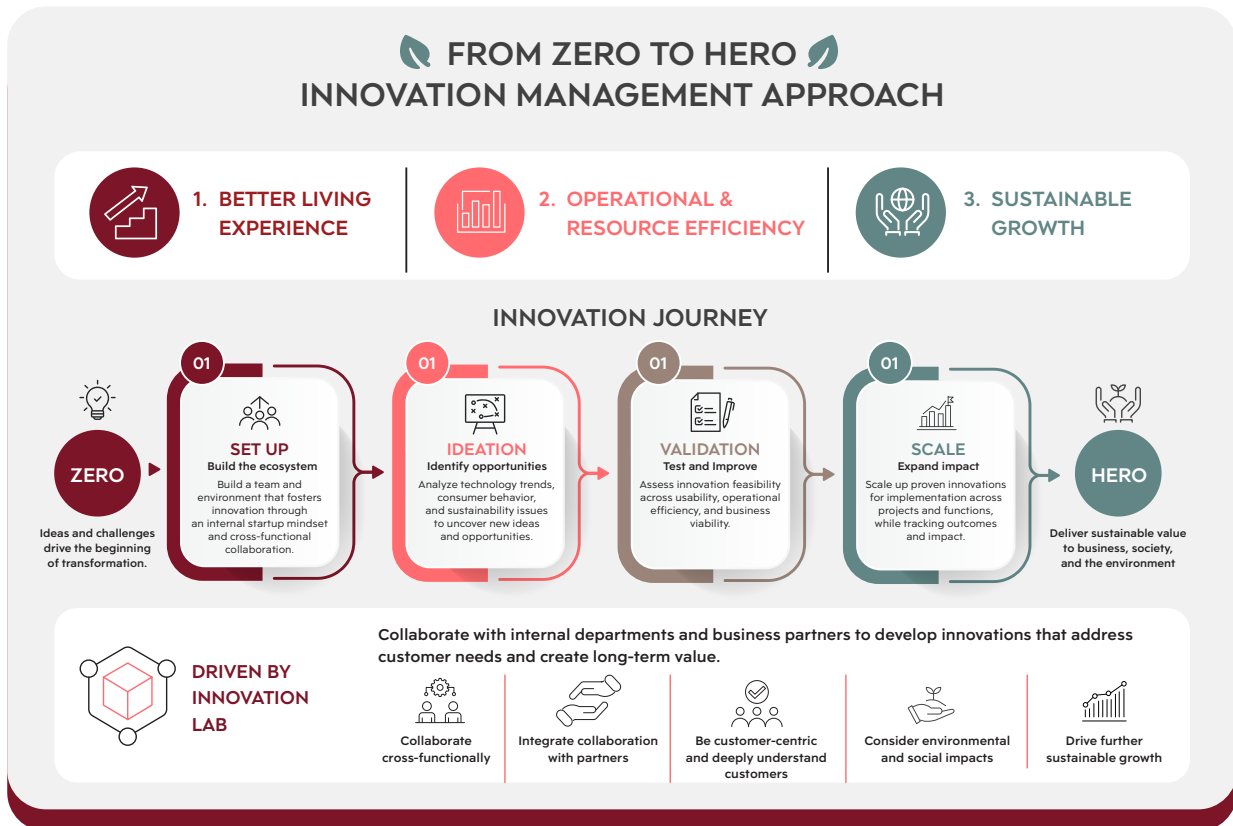 FROM ZERO TO HERO
INNOVATION MANAGEMENT APPROACH
1. BETTER LIVING
EXPERIENCE
2. OPERATIONAL &
RESOURCE EFFICIENCY
3. SUSTAINABLE
GROWTH
INNOVATION JOURNEY
ZERO
Ideas and challenges
drive the beginning
of transformation.
01
SET UP
Build the ecosystem
Build a team and
environment that fosters
innovation through
an internal startup mindset
and cross-functional
collaboration.
01
IDEATION
Identify opportunities
Analyze technology trends,
consumer behavior,
and sustainability issues
to uncover new ideas
and opportunities.
01
VALIDATION
Test and Improve
Assess innovation feasibility
across usability, operational
efficiency, and business
viability.
01
SCALE
Expand impact
Scale up proven innovations
for implementation across
projects and functions,
while tracking outcomes
and impact.
HERO
Deliver sustainable value
to business, society,
and the environment
DRIVEN BY
INNOVATION
LAB
Collaborate with internal departments and business partners to develop innovations that address
customer needs and create long-term value.
Collaborate
cross-functionally
Integrate collaboration
with partners
Be customer-centric
and deeply understand
customers
Consider environmental
and social impacts
Drive further
sustainable growth